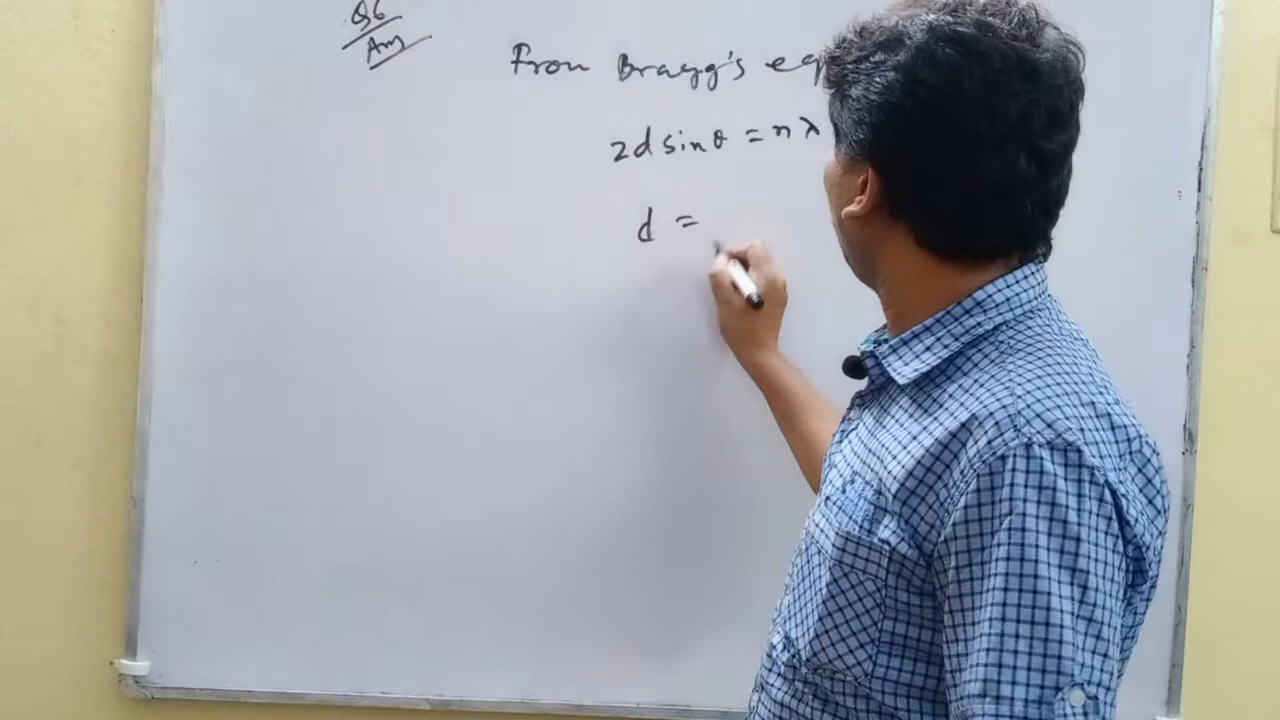 Q6
Ans
From Bragg's eq
2d sinθ = nλ
d =